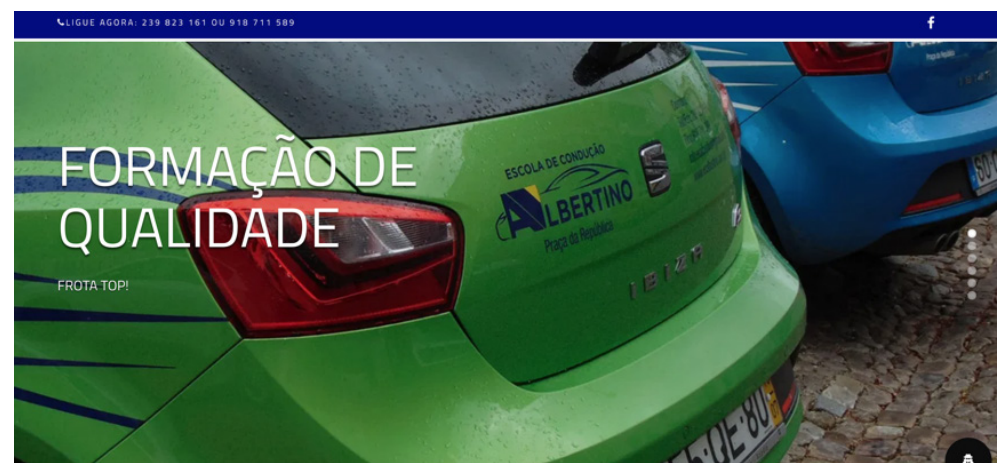 LIGUE AGORA: 239 823 161 OU 918 711 589
FORMAÇÃO DE
QUALIDADE
FROTA TOP!
ESCOLA DE CONDUÇÃO
ALBERTINO
Praça da República
IBIZA